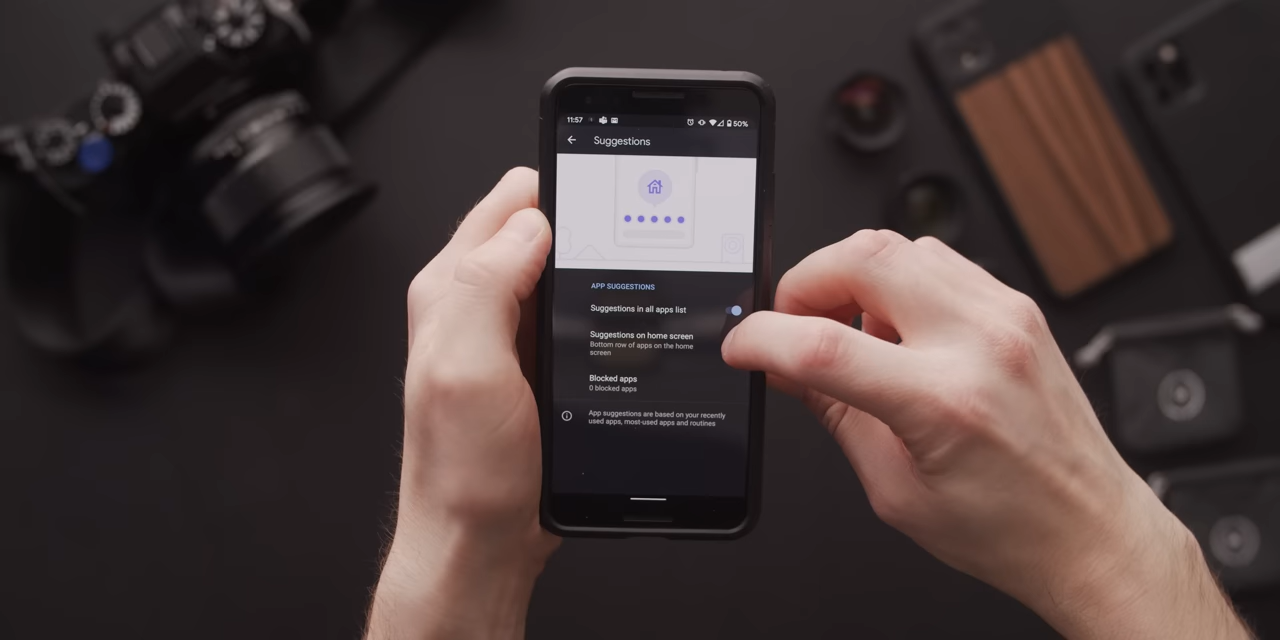 11:57
50%
Suggestions
APP SUGGESTIONS
Suggestions in all apps list
Suggestions on home screen
Bottom row of apps on the home
screen
Blocked apps
0 blocked apps
App suggestions are based on your recently
used apps, most-used apps and routines